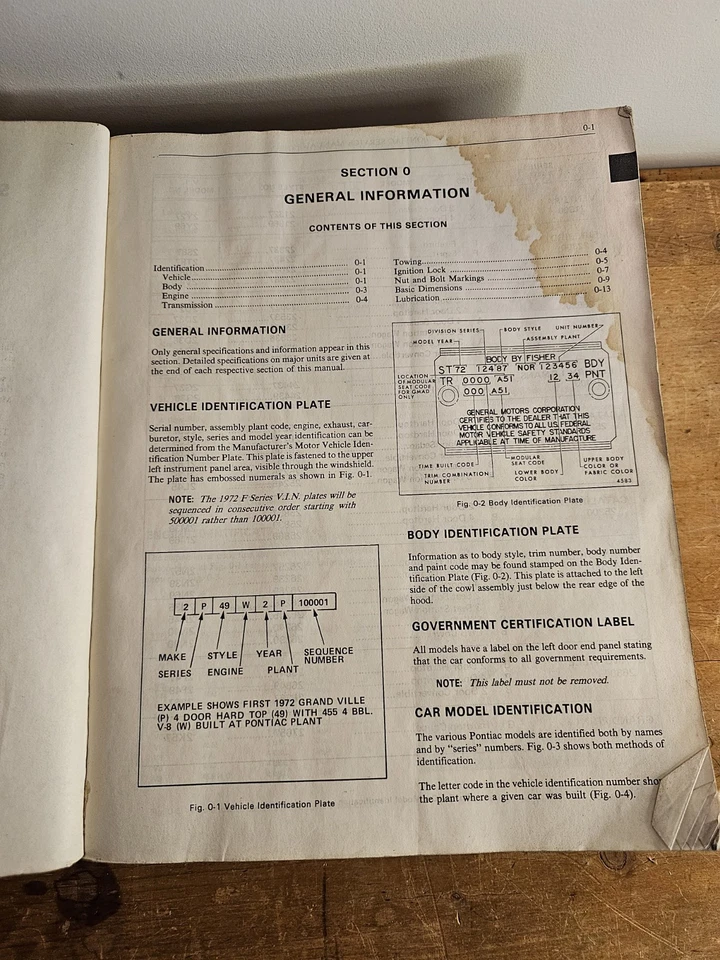 0-1
SECTION 0
GENERAL INFORMATION
CONTENTS OF THIS SECTION
Identification 0-1
Vehicle 0-1
Body 0-1
Engine 0-3
Transmission 0-4
Towing 0-4
Ignition Lock 0-5
Nut and Bolt Markings 0-7
Basic Dimensions 0-9
Lubrication 0-13
GENERAL INFORMATION
Only general specifications and information appear in this
section. Detailed specifications on major units are given at
the end of each respective section of this manual.
VEHICLE IDENTIFICATION PLATE
Serial number, assembly plant code, engine, exhaust, car-
buretor, style, series and model year identification can be
determined from the Manufacturer's Motor Vehicle Iden-
tification Number Plate. This plate is fastened to the upper
left instrument panel area, visible through the windshield.
The plate has embossed numerals as shown in Fig. 0-1.
NOTE: The 1972 F-Series V.I.N. plates will be
sequenced in consecutive order starting with
500001 rather than 100001.
2 P 49 W 2 P 100001
MAKE STYLE YEAR SEQUENCE
NUMBER
SERIES ENGINE PLANT
EXAMPLE SHOWS FIRST 1972 GRAND VILLE
(P) 4 DOOR HARD TOP (49) WITH 455 4 BBL.
V-8 (W) BUILT AT PONTIAC PLANT
Fig. 0-1 Vehicle Identification Plate
DIVISION SERIES BODY STYLE UNIT NUMBER
MODEL YEAR ASSEMBLY PLANT
BODY BY FISHER
ST 72 12487 NOR 123456 BDY
TR 0000 A51 12 34 PNT
000 A51
LOCATION
OF MODULAR
SEAT CODE
FOR GMAD
ONLY
GENERAL MOTORS CORPORATION
CERTIFIES TO THE DEALER THAT THIS
VEHICLE CONFORMS TO ALL U.S. FEDERAL
MOTOR VEHICLE SAFETY STANDARDS
APPLICABLE AT TIME OF MANUFACTURE
TIME BUILT CODE
TRIM COMBINATION
NUMBER
MODULAR
SEAT CODE
LOWER BODY
COLOR
UPPER BODY
COLOR OR
FABRIC COLOR
4583
Fig. 0-2 Body Identification Plate
BODY IDENTIFICATION PLATE
Information as to body style, trim number, body number
and paint code may be found stamped on the Body Iden-
tification Plate (Fig. 0-2). This plate is attached to the left
side of the cowl assembly just below the rear edge of the
hood.
GOVERNMENT CERTIFICATION LABEL
All models have a label on the left door end panel stating
that the car conforms to all government requirements.
NOTE: This label must not be removed.
CAR MODEL IDENTIFICATION
The various Pontiac models are identified both by names
and by "series" numbers. Fig. 0-3 shows both methods of
identification.
The letter code in the vehicle identification number
the plant where a given car was built (Fig. 0-4).